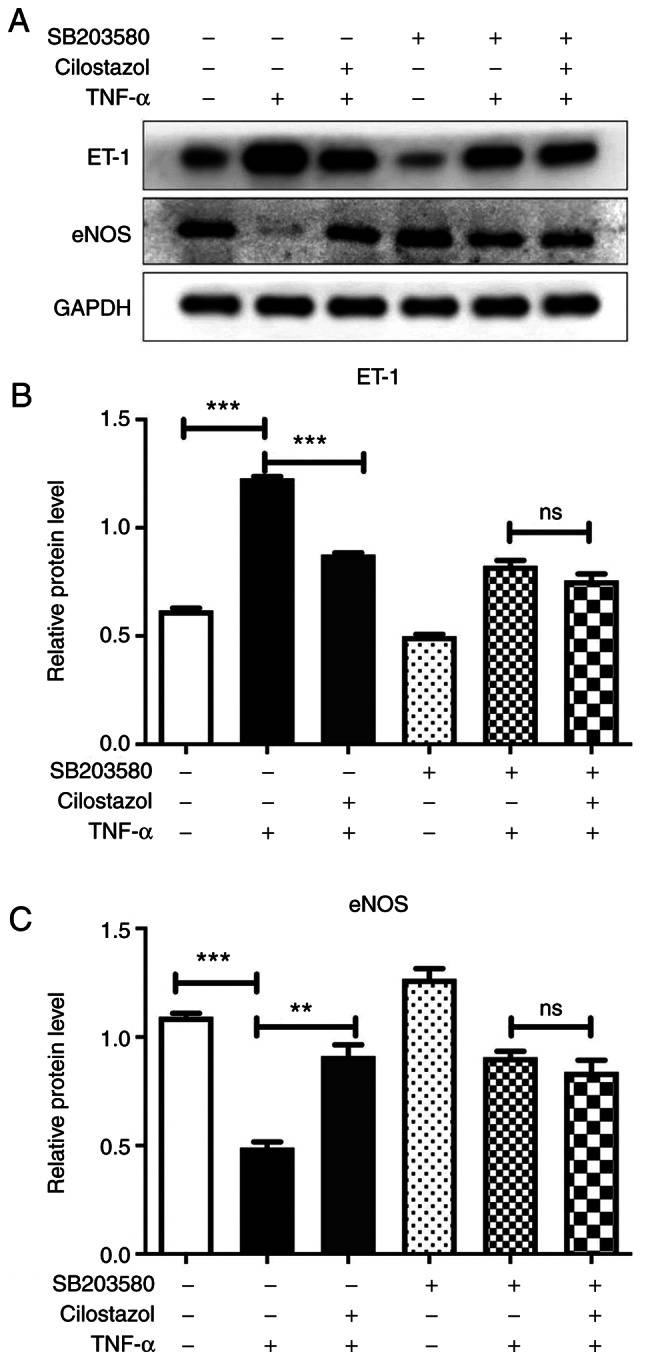 A
SB203580 – – – + + +
Cilostazol – – + – – +
TNF-α – + + – + +
ET-1
eNOS
GAPDH
B
ET-1
1.5
***
***
1.0
ns
0.5
0.0
Relative protein level
SB203580 – – – + + +
Cilostazol – – + – – +
TNF-α – + + – + +
C
eNOS
1.5
***
**
ns
1.0
0.5
0.0
Relative protein level
SB203580 – – – + + +
Cilostazol – – + – – +
TNF-α – + + – + +